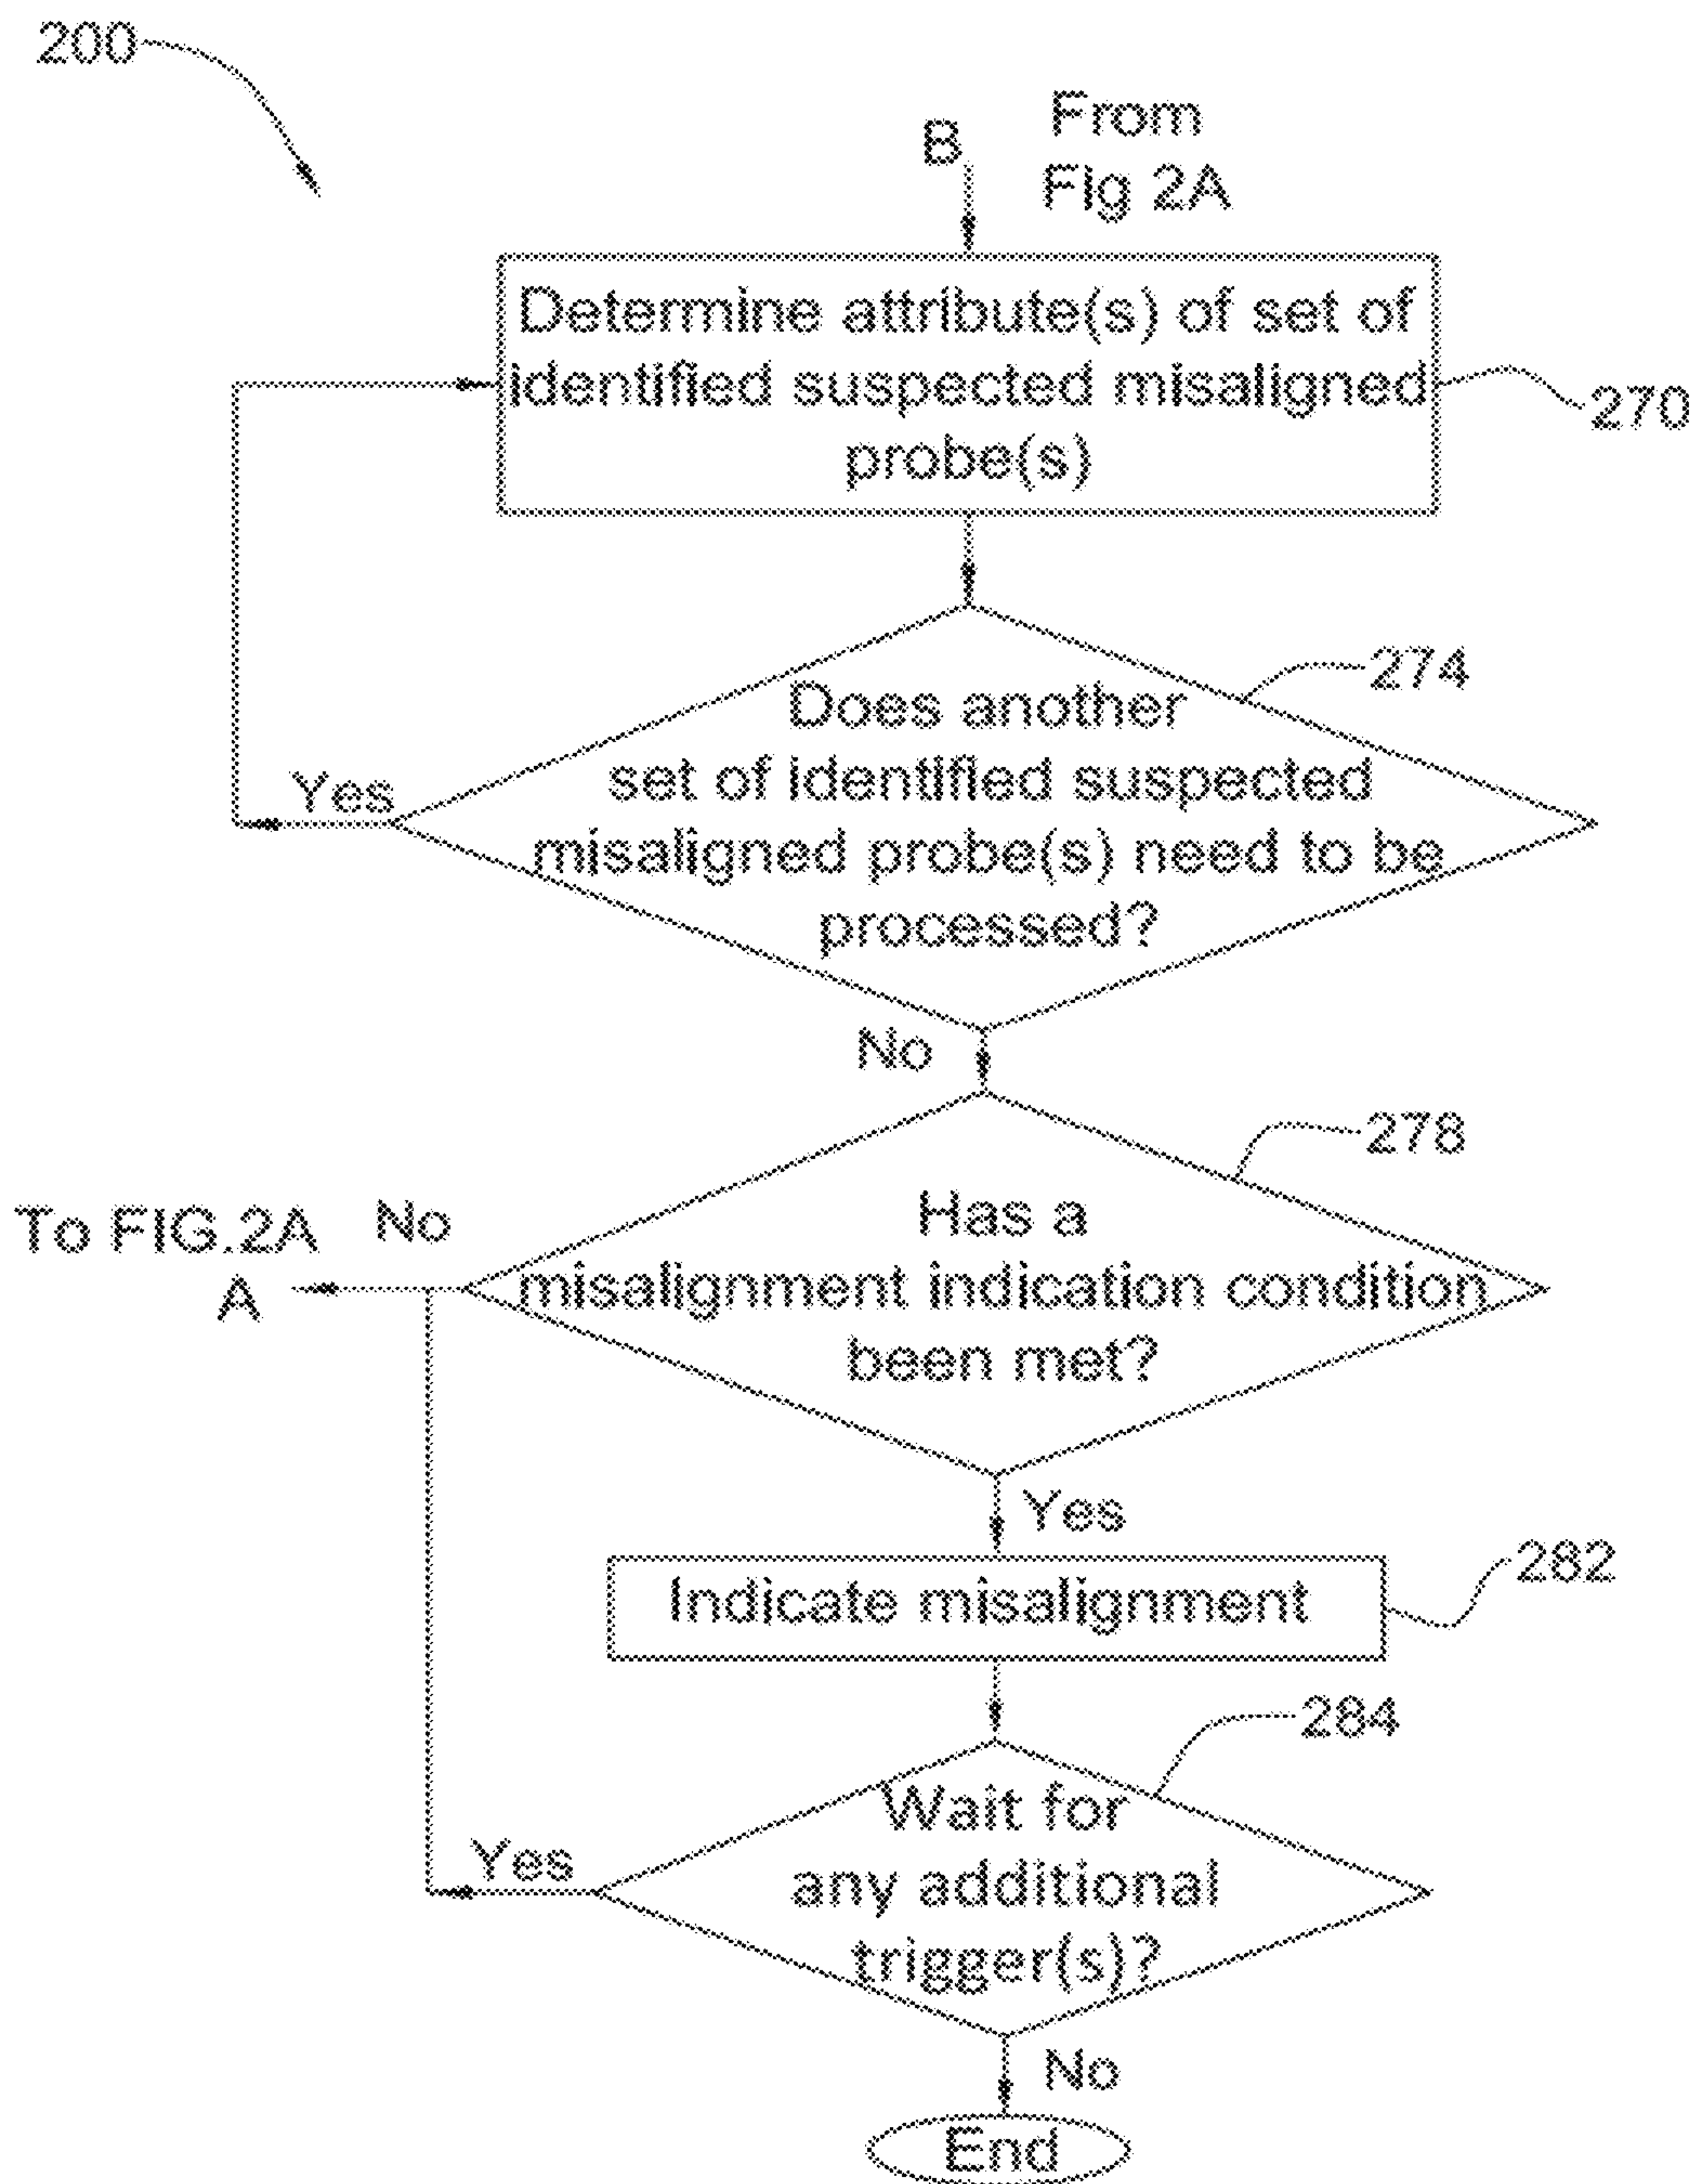 200
From
B
Fig 2A
Determine attribute(s) of set of
identified suspected misaligned
probe(s)
270
274
Does another
set of identified suspected
misaligned probe(s) need to be
processed?
Yes
No
278
To FIG.2A
No
A
Has a
misalignment indication condition
been met?
Yes
Indicate misalignment
282
284
Wait for
any additional
trigger(s)?
Yes
No
End